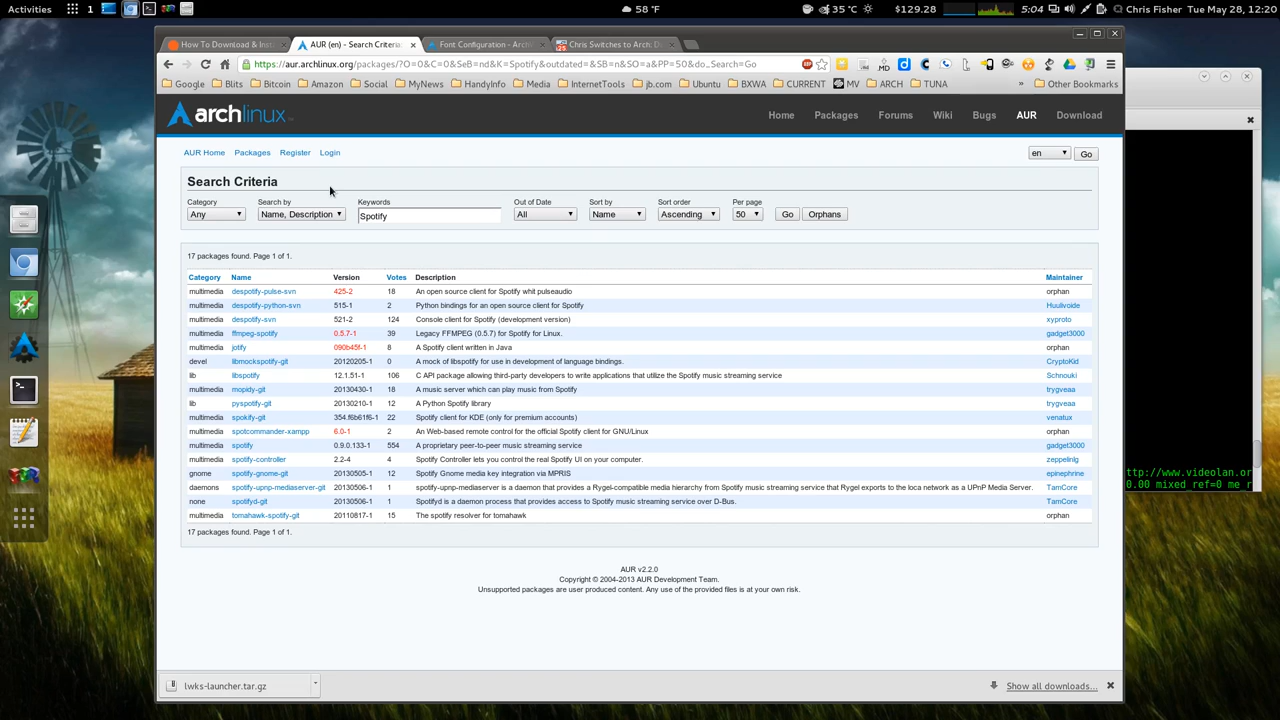 Activities 1 58 °F 35 °C $129.28 5:04 Chris Fisher Tue May 28, 12:20
How To Download & Inst AUR (en) - Search Criteria: Font Configuration - Arch Chris Switches to Arch: D
https://aur.archlinux.org/packages/?O=0&C=0&SeB=nd&K=Spotify&outdated=&SB=n&SO=a&PP=50&do_Search=Go
Google Blits Bitcoin Amazon Social MyNews HandyInfo Media InternetTools jb.com Ubuntu BXWA CURRENT MV ARCH TUNA » Other Bookmarks
archlinux Home Packages Forums Wiki Bugs AUR Download
AUR Home Packages Register Login en Go
Search Criteria
Category Search by Keywords Out of Date Sort by Sort order Per page
Any Name, Description Spotify All Name Ascending 50 Go Orphans
17 packages found. Page 1 of 1.
Category Name Version Votes Description Maintainer
multimedia despotify-pulse-svn 425-2 18 An open source client for Spotify whit pulseaudio orphan
multimedia despotify-python-svn 515-1 2 Python bindings for an open source client for Spotify Huulivoide
multimedia despotify-svn 521-2 124 Console client for Spotify (development version) xyproto
multimedia ffmpeg-spotify 0.5.7-1 39 Legacy FFMPEG (0.5.7) for Spotify for Linux. gadget3000
multimedia jotify 090b45f-1 8 A Spotify client written in Java orphan
devel libmockspotify-git 20120205-1 0 A mock of libspotify for use in development of language bindings. CryptoKid
lib libspotify 12.1.51-1 106 C API package allowing third-party developers to write applications that utilize the Spotify music streaming service Schnouki
multimedia mopidy-git 20130430-1 18 A music server which can play music from Spotify trygveaa
lib pyspotify-git 20130210-1 12 A Python Spotify library trygveaa
multimedia spokify-git 354.f6b61f6-1 22 Spotify client for KDE (only for premium accounts) venatux
multimedia spotcommander-xampp 6.0-1 2 An Web-based remote control for the official Spotify client for GNU/Linux orphan
multimedia spotify 0.9.0.133-1 554 A proprietary peer-to-peer music streaming service gadget3000
multimedia spotify-controller 2.2-4 4 Spotify Controller lets you control the real Spotify UI on your computer. zeppelinlg
gnome spotify-gnome-git 20130505-1 12 Spotify Gnome media key integration via MPRIS epinephrine
daemons spotify-upnp-mediaserver-git 20130506-1 1 spotify-upnp-mediaserver is a daemon that provides a Rygel-compatible media hierarchy from Spotify music streaming service that Rygel exports to the loca network as a UPnP Media Server. TamCore
none spotifyd-git 20130506-1 1 Spotifyd is a daemon process that provides access to Spotify music streaming service over D-Bus. TamCore
multimedia tomahawk-spotify-git 20110817-1 15 The spotify resolver for tomahawk orphan
17 packages found. Page 1 of 1.
AUR v2.2.0
Copyright © 2004-2013 AUR Development Team.
Unsupported packages are user produced content. Any use of the provided files is at your own risk.
ttp://www.videolan.or
0.00 mixed_ref=0 me_r
lwks-launcher.tar.gz Show all downloads...